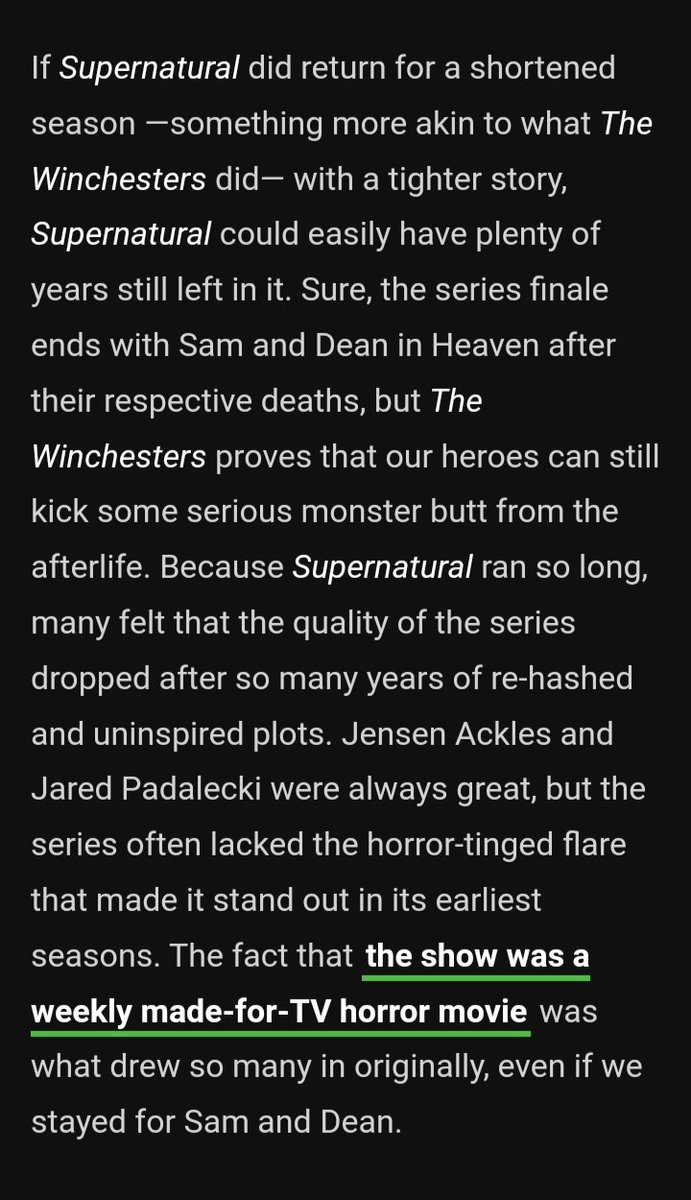 If Supernatural did return for a shortened
season —something more akin to what The
Winchesters did— with a tighter story,
Supernatural could easily have plenty of
years still left in it. Sure, the series finale
ends with Sam and Dean in Heaven after
their respective deaths, but The
Winchesters proves that our heroes can still
kick some serious monster butt from the
afterlife. Because Supernatural ran so long,
many felt that the quality of the series
dropped after so many years of re-hashed
and uninspired plots. Jensen Ackles and
Jared Padalecki were always great, but the
series often lacked the horror-tinged flare
that made it stand out in its earliest
seasons. The fact that the show was a
weekly made-for-TV horror movie was
what drew so many in originally, even if we
stayed for Sam and Dean.